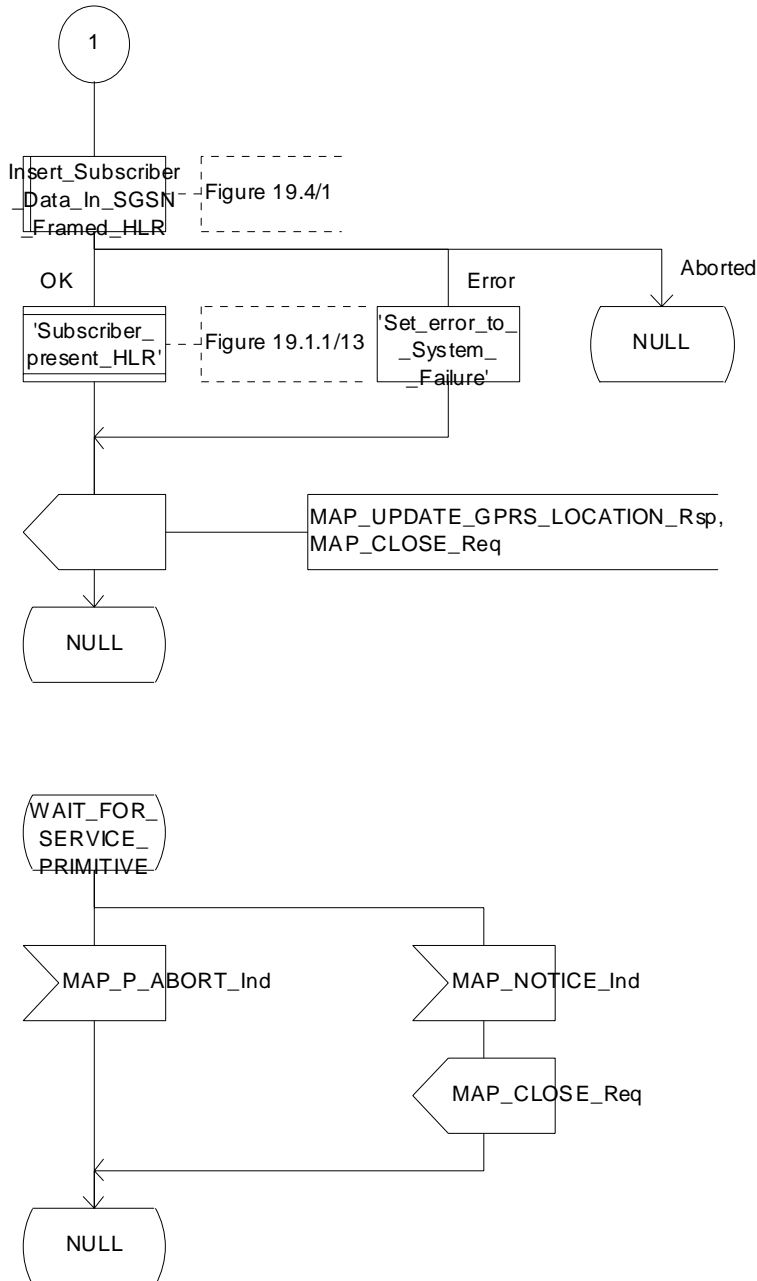 1
Insert_Subscriber
_Data_In_SGSN
_Framed_HLR
Figure 19.4/1
OK
Error
Aborted
'Subscriber_
present_HLR'
Figure 19.1.1/13
'Set_error_to_
_System_
_Failure'
NULL
MAP_UPDATE_GPRS_LOCATION_Rsp,
MAP_CLOSE_Req
NULL
WAIT_FOR_
SERVICE_
PRIMITIVE
MAP_P_ABORT_Ind
MAP_NOTICE_Ind
MAP_CLOSE_Req
NULL